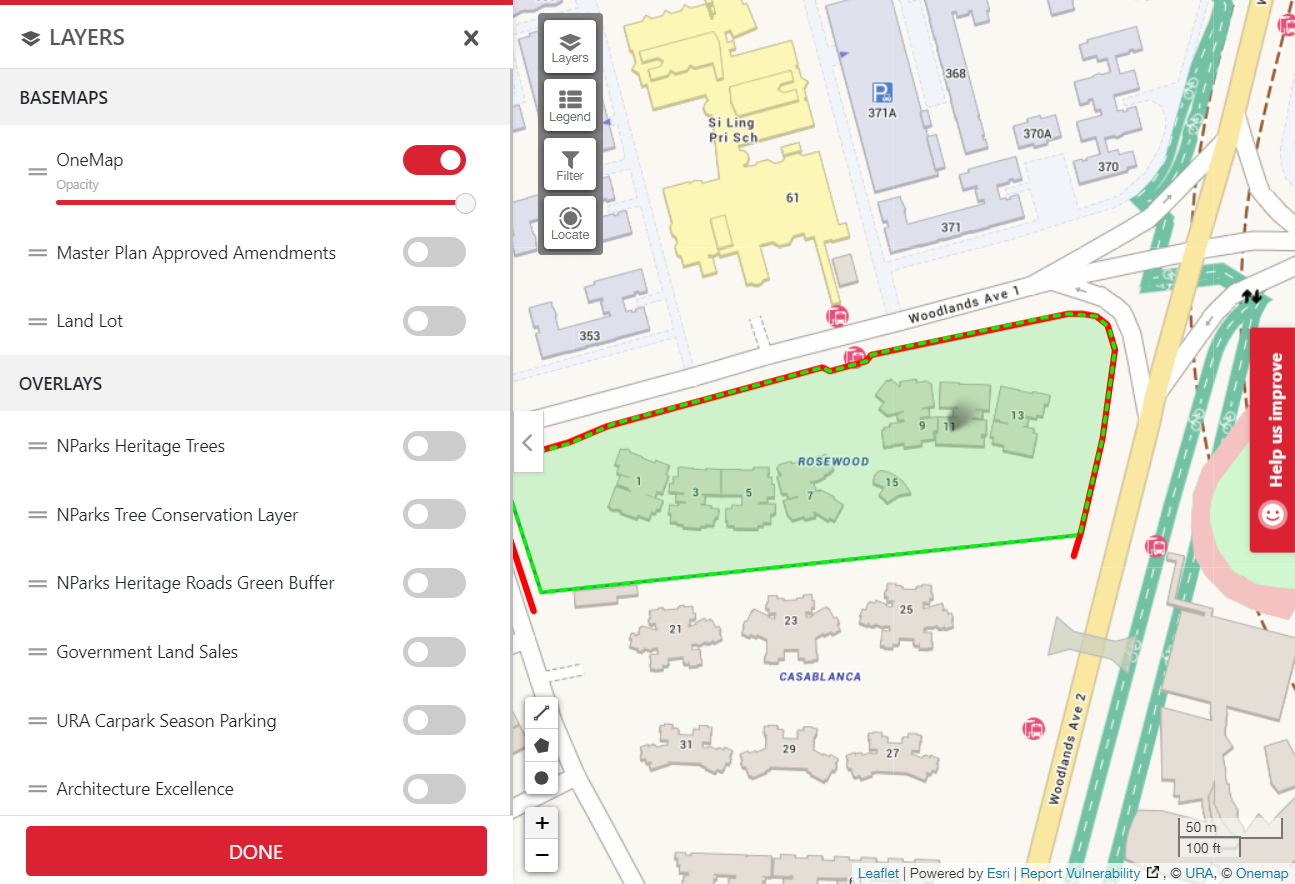 LAYERS
BASEMAPS
OneMap
Opacity
Master Plan Approved Amendments
Land Lot
OVERLAYS
NParks Heritage Trees
NParks Tree Conservation Layer
NParks Heritage Roads Green Buffer
Government Land Sales
URA Carpark Season Parking
Architecture Excellence
DONE
Layers
Legend
Filter
Locate
Si Ling
Pri Sch
61
368
P
371A
370A
370
371
353
Woodlands Ave 1
9
11
13
ROSEWOOD
1
3
5
7
15
21
23
25
CASABLANCA
31
29
27
Woodlands Ave 2
Help us improve
+
−
50 m
100 ft
Leaflet | Powered by Esri | Report Vulnerability , © URA, © Onemap